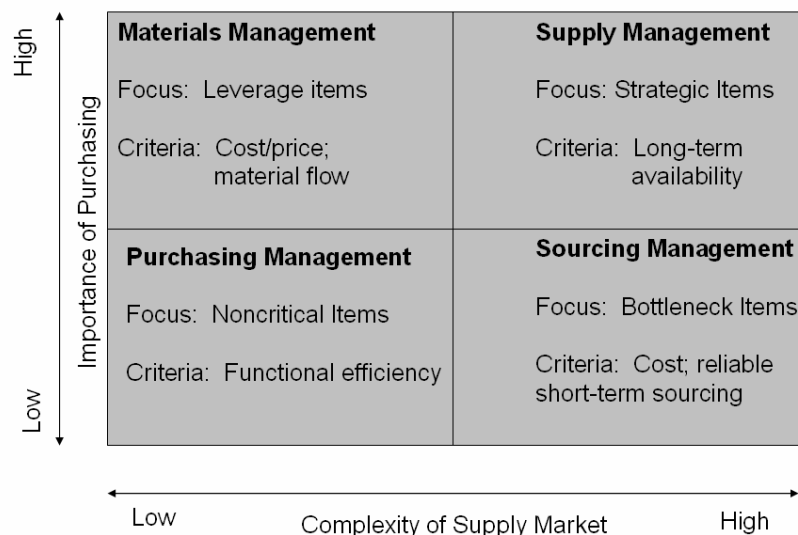 High
Importance of Purchasing
Low
Materials Management
Focus: Leverage items
Criteria: Cost/price;
material flow
Supply Management
Focus: Strategic Items
Criteria: Long-term
availability
Purchasing Management
Focus: Noncritical Items
Criteria: Functional efficiency
Sourcing Management
Focus: Bottleneck Items
Criteria: Cost; reliable
short-term sourcing
Low
Complexity of Supply Market
High